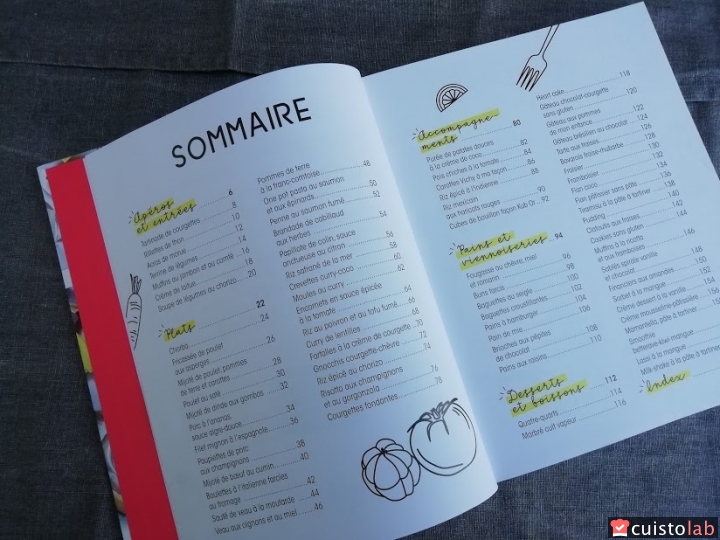 SOMMAIRE
Apéros
et entrées 6
Tartinade de courgettes 8
Rillettes de thon 10
Acras de morue 12
Terrine de légumes 14
Muffins au jambon et au comté 16
Crème de laitue 18
Soupe de légumes au chorizo 20
Plats 22
Chorba 24
Fricassée de poulet
aux asperges 26
Mijoté de poulet, pommes
de terre et carottes 28
Poulet au 30
Mijoté de dinde aux gombos 32
Porc à l'ananas,
sauce aigre-douce 34
Filet mignon à l'espagnole 36
Paupiettes de porc
aux champignons 38
Mijoté de bœuf au cumin 40
Boulettes à l'italienne farcies
au fromage 42
Sauté de veau à la moutarde 44
Veau aux oignons et au miel 46
Pommes de terre
à la franc-comtoise 48
One pot pasta au saumon
et aux épinards 50
Penne au saumon fumé 52
Brandade de cabillaud
aux herbes 54
Papillote de colin, sauce
onctueuse au citron 56
Riz safrané de la mer 58
Crevettes curry-coco 60
Moules au curry 62
Encornets en sauce épicée
à la tomate 64
Riz au poivron et au tofu fumé 66
Curry de lentilles 68
Farfalles à la crème de courgette 70
Gnocchis courgette-chèvre 72
Riz épicé au chorizo 74
Risotto aux champignons
et au gorgonzola 76
Courgettes fondantes 78
Accompagne-
ments 80
Purée de patates douces
à la crème de coco 82
Pois chiches à la tomate 84
Carottes Vichy à ma façon 86
Riz épicé à l'indienne 88
Riz mexicain
aux haricots rouges 90
Cubes de bouillon façon Kub Or 92
Pains et
viennoiseries 94
Fougasse au chèvre, miel
et romarin 96
Buns farcis 98
Baguettes au seigle 100
Baguettes croustillantes 102
Pains à hamburger 104
Pain de mie 106
Brioches aux pépites
de chocolat 108
Pains aux raisins 110
Desserts
et boissons 112
Quatre-quarts 114
Marbré cuit vapeur 116
Heart cake 118
Gâteau chocolat-courgette
sans gluten 120
Gâteau aux pommes
de mon enfance 122
Gâteau brésilien au chocolat 124
Tarte aux fraises 126
Bavarois fraise-rhubarbe 128
Fraisier 130
Framboisier 132
Flan coco 134
Flan pâtissier sans pâte 136
Tiramisu à la pâte à tartiner 138
Pudding 140
Clafoutis aux fraises 142
Cookies sans gluten 144
Muffins à la ricotta
et aux framboises 146
Sablés spirale vanille
et chocolat 148
Financiers aux amandes 150
Sorbet à la mangue 152
Crème dessert à la vanille 154
Crème mousseline-pâtissière 156
Marmarella, pâte à tartiner
Smoothie
betterave-kiwi-mangue
Lassi à la mangue
Milk-shake à la pâte à tartiner
Index
cuistolab